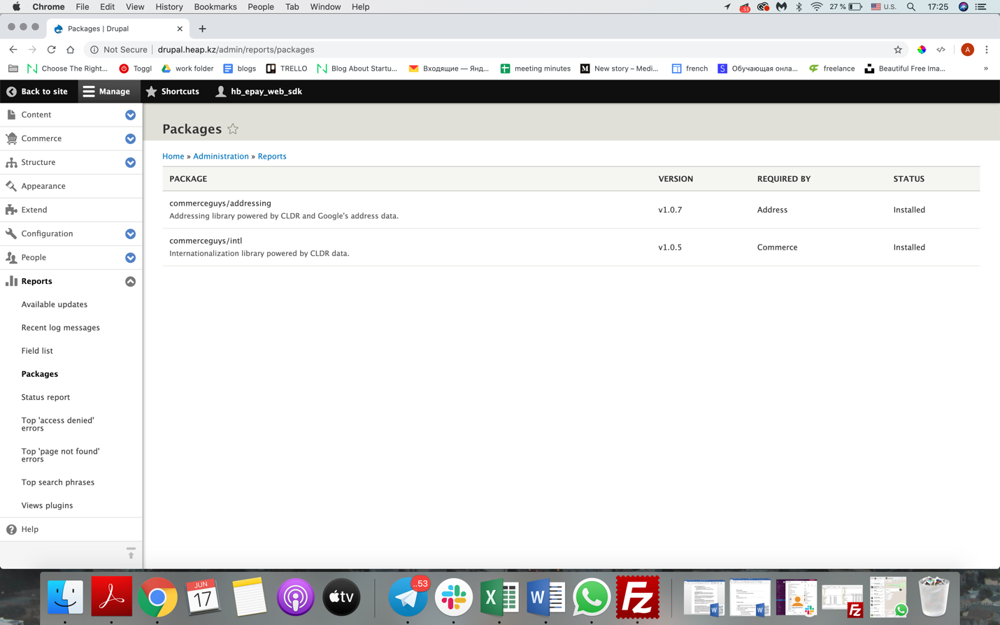 Chrome File Edit View History Bookmarks People Tab Window Help
53 27 % U.S. 17:25
Packages | Drupal
Not Secure drupal.heap.kz/admin/reports/packages A
Choose The Right... Toggl work folder blogs TRELLO Blog About Startu... Входящие — Янд... meeting minutes New story – Medi... french Обучающая онла... freelance Beautiful Free Ima... »
Back to site Manage Shortcuts hb_epay_web_sdk
Content
Commerce
Structure
Appearance
Extend
Configuration
People
Reports
Available updates
Recent log messages
Field list
Packages
Status report
Top 'access denied'
errors
Top 'page not found'
errors
Top search phrases
Views plugins
Help
Packages
Home » Administration » Reports
PACKAGE VERSION REQUIRED BY STATUS
commerceguys/addressing
Addressing library powered by CLDR and Google's address data.
v1.0.7 Address Installed
commerceguys/intl
Internationalization library powered by CLDR data.
v1.0.5 Commerce Installed
JUN
17
tv
..53
X
W
Fz